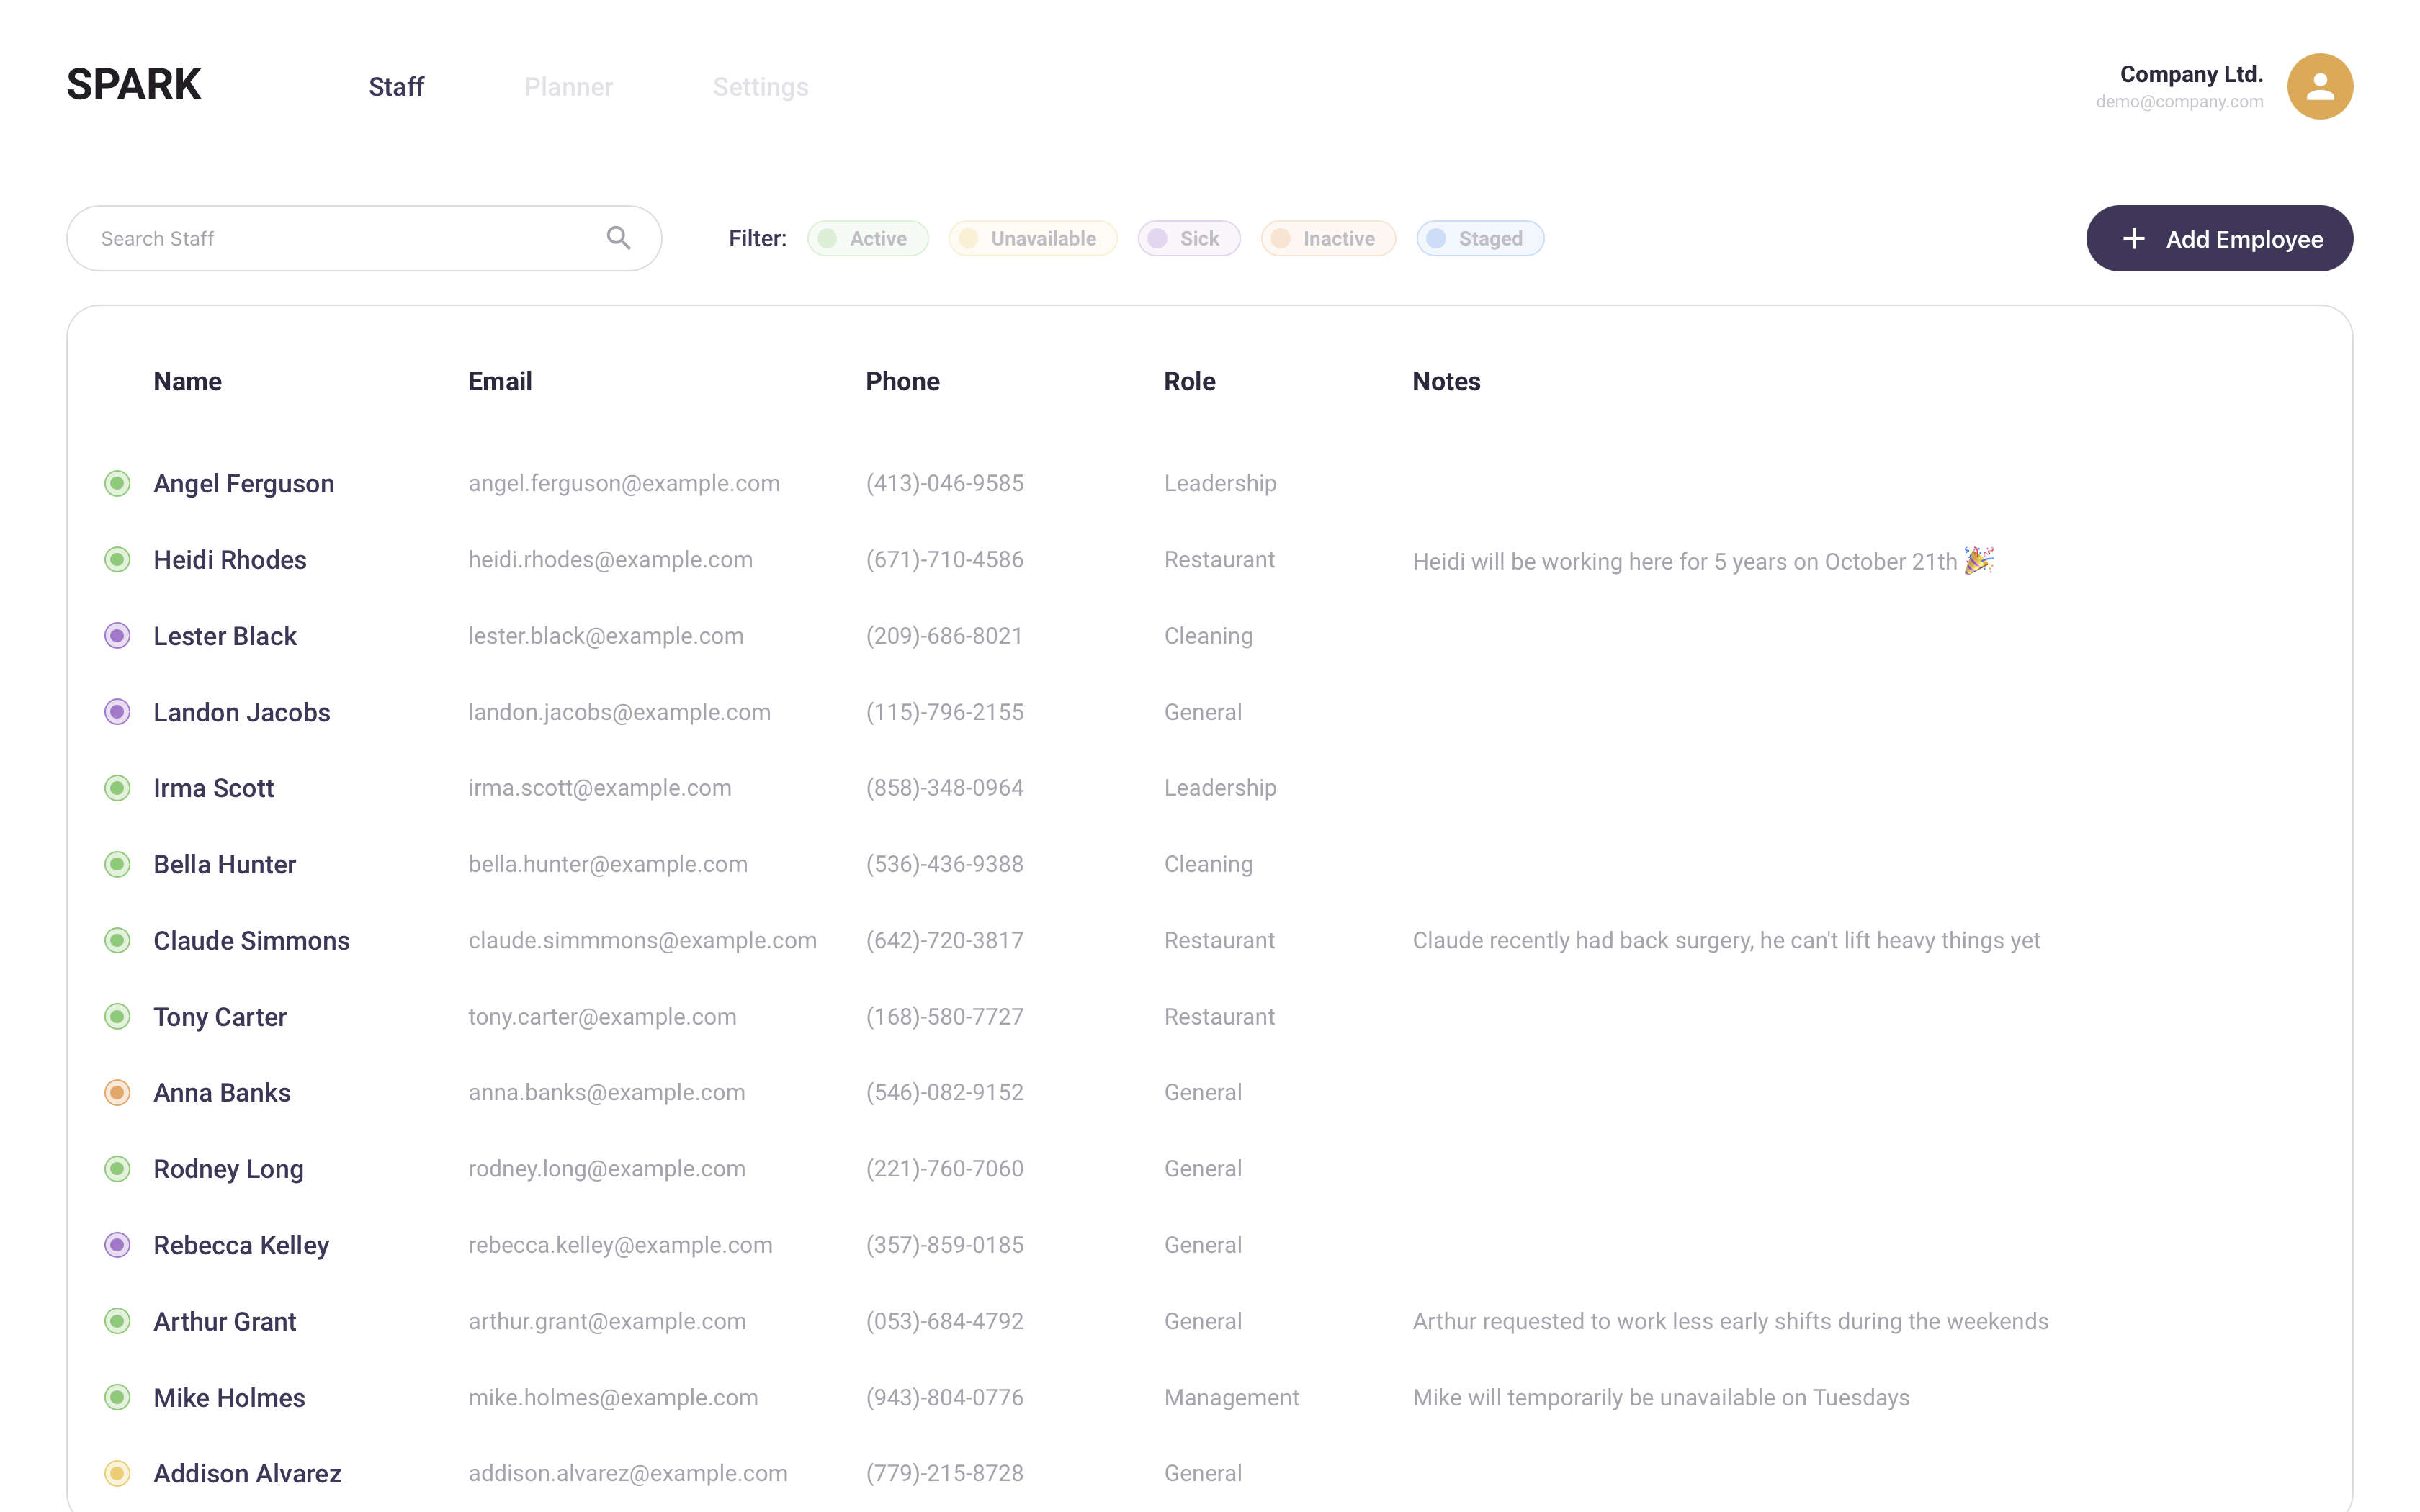 SPARK Staff Planner Settings Company Ltd.
demo@company.com
Search Staff Filter: Active Unavailable Sick Inactive Staged + Add Employee
Name Email Phone Role Notes
Angel Ferguson angel.ferguson@example.com (413)-046-9585 Leadership
Heidi Rhodes heidi.rhodes@example.com (671)-710-4586 Restaurant Heidi will be working here for 5 years on October 21th 🎉
Lester Black lester.black@example.com (209)-686-8021 Cleaning
Landon Jacobs landon.jacobs@example.com (115)-796-2155 General
Irma Scott irma.scott@example.com (858)-348-0964 Leadership
Bella Hunter bella.hunter@example.com (536)-436-9388 Cleaning
Claude Simmons claude.simmmons@example.com (642)-720-3817 Restaurant Claude recently had back surgery, he can't lift heavy things yet
Tony Carter tony.carter@example.com (168)-580-7727 Restaurant
Anna Banks anna.banks@example.com (546)-082-9152 General
Rodney Long rodney.long@example.com (221)-760-7060 General
Rebecca Kelley rebecca.kelley@example.com (357)-859-0185 General
Arthur Grant arthur.grant@example.com (053)-684-4792 General Arthur requested to work less early shifts during the weekends
Mike Holmes mike.holmes@example.com (943)-804-0776 Management Mike will temporarily be unavailable on Tuesdays
Addison Alvarez addison.alvarez@example.com (779)-215-8728 General